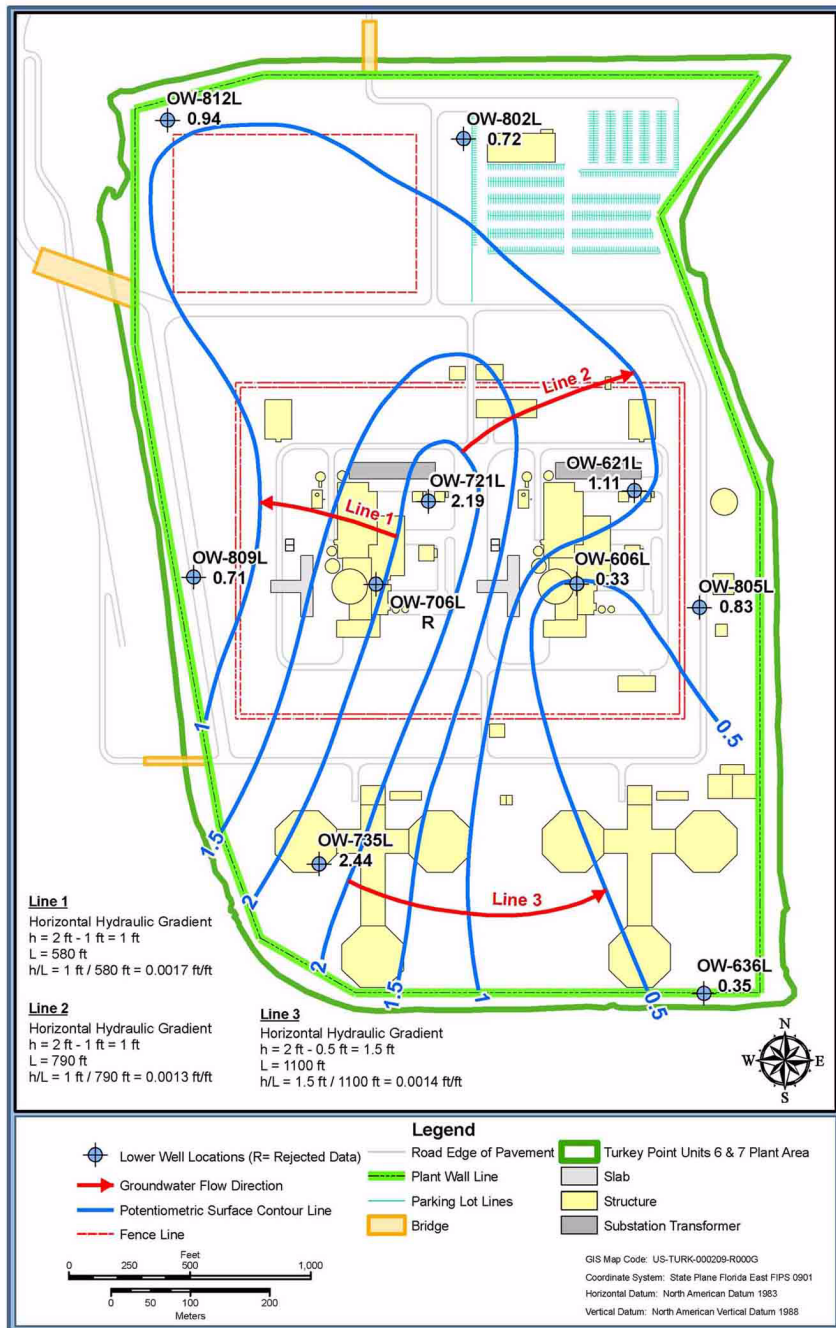 OW-812L
0.94
OW-802L
0.72
Line 2
OW-721L
2.19
OW-621L
1.11
Line 1
OW-809L
0.71
OW-706L
R
OW-606L
0.33
OW-805L
0.83
1
0.5
1.5
OW-735L
2.44
2
Line 3
2
1.5
1
0.5
OW-636L
0.35
Line 1
Horizontal Hydraulic Gradient
h = 2 ft - 1 ft = 1 ft
L = 580 ft
h/L = 1 ft / 580 ft = 0.0017 ft/ft
Line 2
Horizontal Hydraulic Gradient
h = 2 ft - 1 ft = 1 ft
L = 790 ft
h/L = 1 ft / 790 ft = 0.0013 ft/ft
Line 3
Horizontal Hydraulic Gradient
h = 2 ft - 0.5 ft = 1.5 ft
L = 1100 ft
h/L = 1.5 ft / 1100 ft = 0.0014 ft/ft
N
W E
S
Legend
Lower Well Locations (R= Rejected Data)
Groundwater Flow Direction
Potentiometric Surface Contour Line
Fence Line
Road Edge of Pavement
Plant Wall Line
Parking Lot Lines
Bridge
Turkey Point Units 6 & 7 Plant Area
Slab
Structure
Substation Transformer
Feet
0 250 500 1,000
0 50 100 200
Meters
GIS Map Code: US-TURK-000209-R000G
Coordinate System: State Plane Florida East FIPS 0901
Horizontal Datum: North American Datum 1983
Vertical Datum: North American Vertical Datum 1988